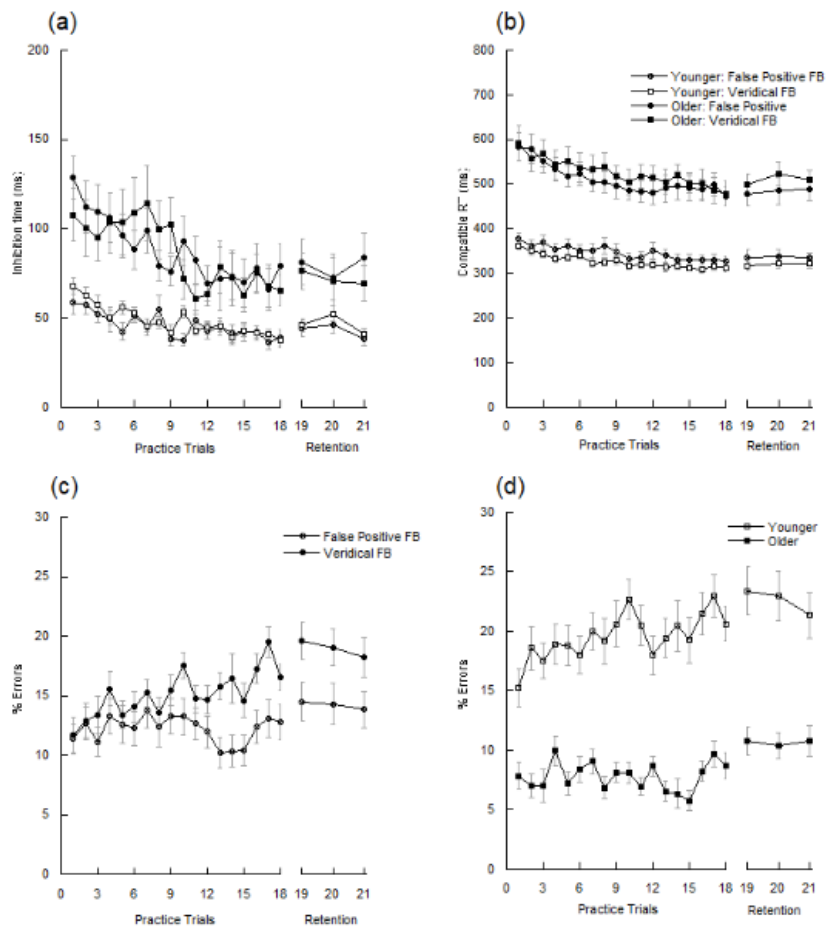 (a)
200
150
100
50
0
Inhibition time (ms)
0 3 6 9 12 15 18 19 20 21
Practice Trials Retention
(b)
800
700
600
500
400
300
200
100
0
Compatible RT (ms)
Younger: False Positive FB
Younger: Veridical FB
Older: False Positive
Older: Veridical FB
0 3 6 9 12 15 18 19 20 21
Practice Trials Retention
(c)
30
25
20
15
10
5
0
% Errors
False Positive FB
Veridical FB
0 3 6 9 12 15 18 19 20 21
Practice Trials Retention
(d)
30
25
20
15
10
5
0
% Errors
Younger
Older
0 3 6 9 12 15 18 19 20 21
Practice Trials Retention